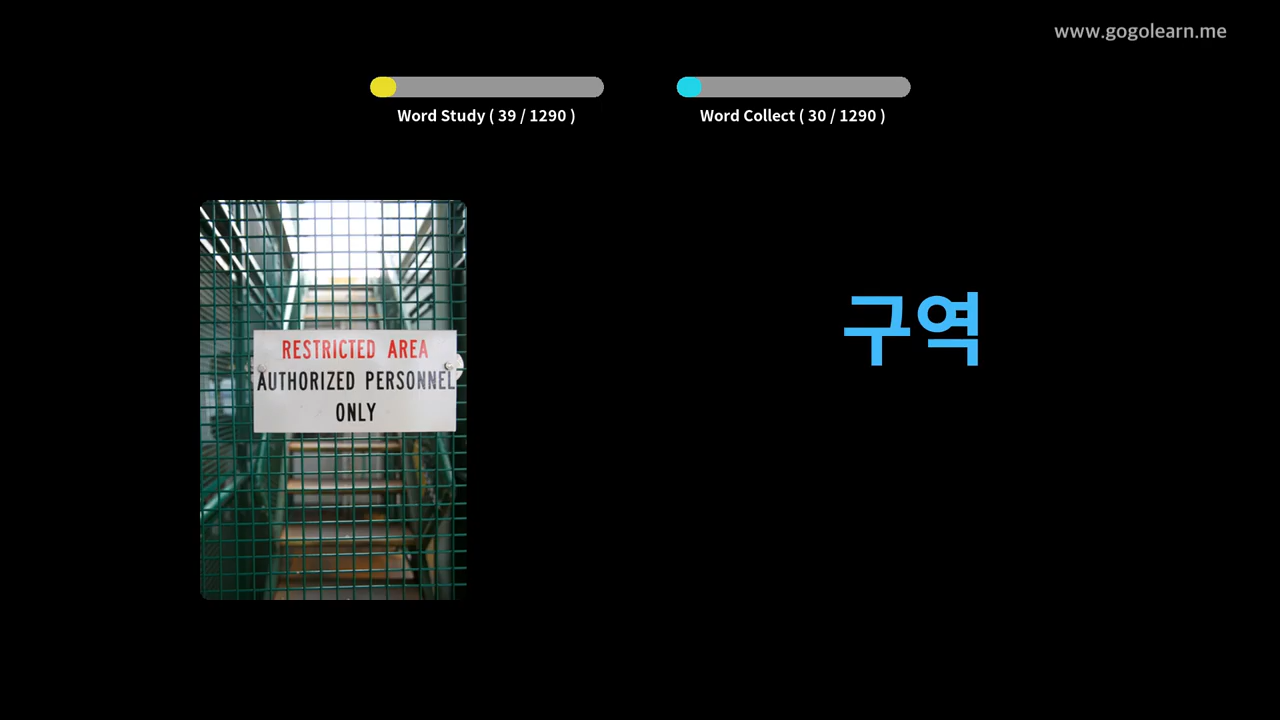 www.gogolearn.me
Word Study ( 39 / 1290 )
Word Collect ( 30 / 1290 )
RESTRICTED AREA
AUTHORIZED PERSONNEL
ONLY
구역